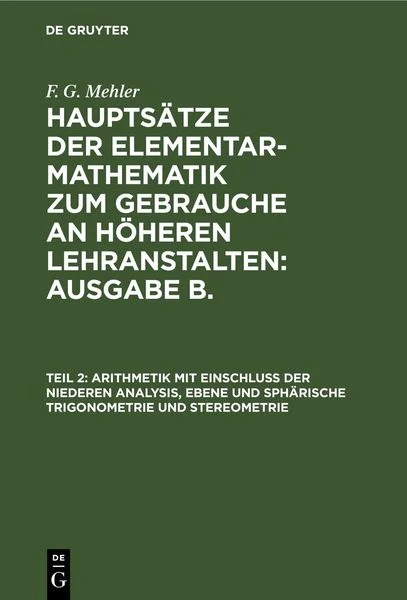 DE GRUYTER
F. G. Mehler
HAUPTSÄTZE
DER ELEMENTAR-
MATHEMATIK
ZUM GEBRAUCHE
AN HÖHEREN
LEHRANSTALTEN:
AUSGABE B.
TEIL 2: ARITHMETIK MIT EINSCHLUSS DER
NIEDEREN ANALYSIS, EBENE UND SPHÄRISCHE
TRIGONOMETRIE UND STEREOMETRIE
DE
G